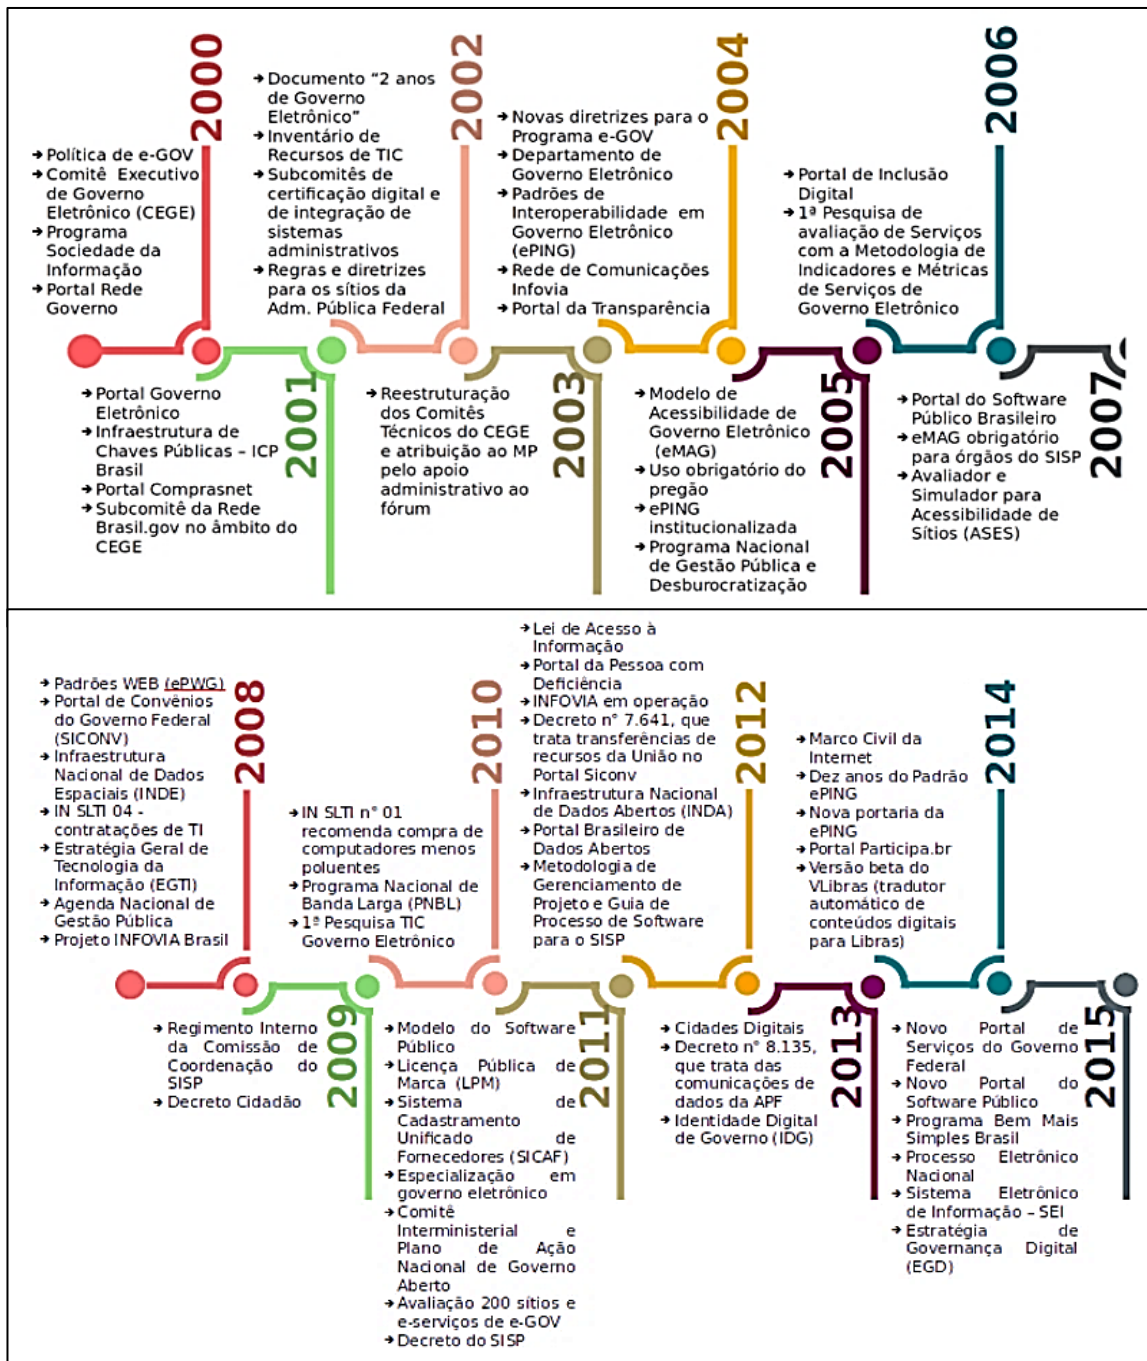 2000
➔ Política de e-GOV
➔ Comitê Executivo
de Governo
Eletrônico (CEGE)
➔ Programa
Sociedade da
Informação
➔ Portal Rede
Governo
2001
➔ Portal Governo
Eletrônico
➔ Infraestrutura de
Chaves Públicas – ICP
Brasil
➔ Portal Comprasnet
➔ Subcomitê da Rede
Brasil.gov no âmbito do
CEGE
2002
➔ Documento “2 anos
de Governo
Eletrônico”
➔ Inventário de
Recursos de TIC
➔ Subcomitês de
certificação digital e
de integração de
sistemas
administrativos
➔ Regras e diretrizes
para os sítios da
Adm. Pública Federal
2003
➔ Reestruturação
dos Comitês
Técnicos do CEGE
e atribuição ao MP
pelo apoio
administrativo ao
fórum
2004
➔ Novas diretrizes para o
Programa e-GOV
➔ Departamento de
Governo Eletrônico
➔ Padrões de
Interoperabilidade em
Governo Eletrônico
(ePING)
➔ Rede de Comunicações
Infovia
➔ Portal da Transparência
2005
➔ Modelo de
Acessibilidade de
Governo Eletrônico
(eMAG)
➔ Uso obrigatório do
pregão
➔ ePING
institucionalizada
➔ Programa Nacional
de Gestão Pública e
Desburocratização
2006
➔ Portal de Inclusão
Digital
➔ 1ª Pesquisa de
avaliação de Serviços
com a Metodologia de
Indicadores e Métricas
de Serviços de
Governo Eletrônico
2007
➔ Portal do Software
Público Brasileiro
➔ eMAG obrigatório
para órgãos do SISP
➔ Avaliador e
Simulador para
Acessibilidade de
Sítios (ASES)
2008
➔ Padrões WEB (ePWG)
➔ Portal de Convênios
do Governo Federal
(SICONV)
➔ Infraestrutura
Nacional de Dados
Espaciais (INDE)
➔ IN SLTI 04 -
contratações de TI
➔ Estratégia Geral de
Tecnologia da
Informação (EGTI)
➔ Agenda Nacional de
Gestão Pública
➔ Projeto INFOVIA Brasil
2009
➔ Regimento Interno
da Comissão de
Coordenação do
SISP
➔ Decreto Cidadão
2010
➔ IN SLTI n° 01
recomenda compra de
computadores menos
poluentes
➔ Programa Nacional de
Banda Larga (PNBL)
➔ 1ª Pesquisa TIC
Governo Eletrônico
2011
➔ Modelo do Software
Público
➔ Licença Pública de
Marca (LPM)
➔ Sistema de
Cadastramento
Unificado de
Fornecedores (SICAF)
➔ Especialização em
governo eletrônico
➔ Comitê
Interministerial e
Plano de Ação
Nacional de Governo
Aberto
➔ Avaliação 200 sítios e
e-serviços de e-GOV
➔ Decreto do SISP
2012
➔ Lei de Acesso à
Informação
➔ Portal da Pessoa com
Deficiência
➔ INFOVIA em operação
➔ Decreto n° 7.641, que
trata transferências de
recursos da União no
Portal Siconv
➔ Infraestrutura Nacional
de Dados Abertos (INDA)
➔ Portal Brasileiro de
Dados Abertos
➔ Metodologia de
Gerenciamento de
Projeto e Guia de
Processo de Software
para o SISP
2013
➔ Cidades Digitais
➔ Decreto n° 8.135,
que trata das
comunicações de
dados da APF
➔ Identidade Digital
de Governo (IDG)
2014
➔ Marco Civil da
Internet
➔ Dez anos do Padrão
ePING
➔ Nova portaria da
ePING
➔ Portal Participa.br
➔ Versão beta do
VLibras (tradutor
automático de
conteúdos digitais
para Libras)
2015
➔ Novo Portal de
Serviços do Governo
Federal
➔ Novo Portal do
Software Público
➔ Programa Bem Mais
Simples Brasil
➔ Processo Eletrônico
Nacional
➔ Sistema Eletrônico
de Informação – SEI
➔ Estratégia de
Governança Digital
(EGD)